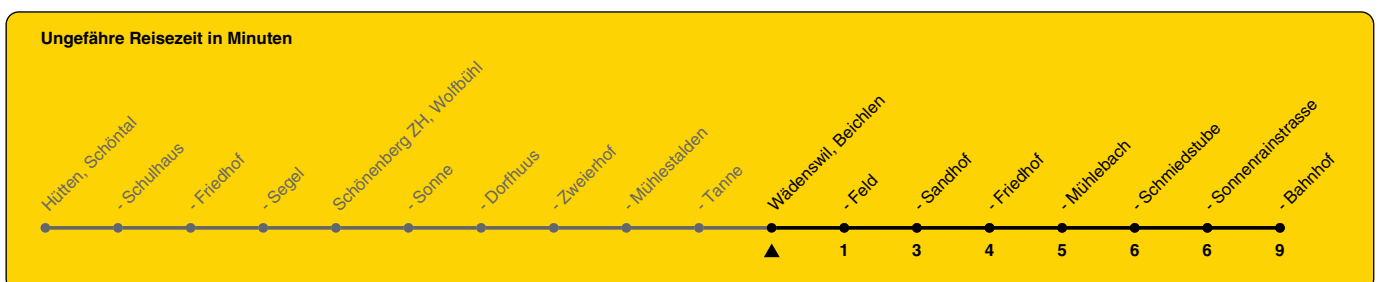 Ungefähre Reisezeit in Minuten
Hütten, Schöntal
- Schulhaus
- Friedhof
- Segel
Schönenberg ZH, Wolfbühl
- Sonne
- Dorfhuus
- Zweierhof
- Mühlestalden
- Tanne
Wädenswil, Beichlen
- Feld
- Sandhof
- Friedhof
- Mühlebach
- Schmiedstube
- Sonnenrainstrasse
- Bahnhof
1 3 4 5 6 6 9